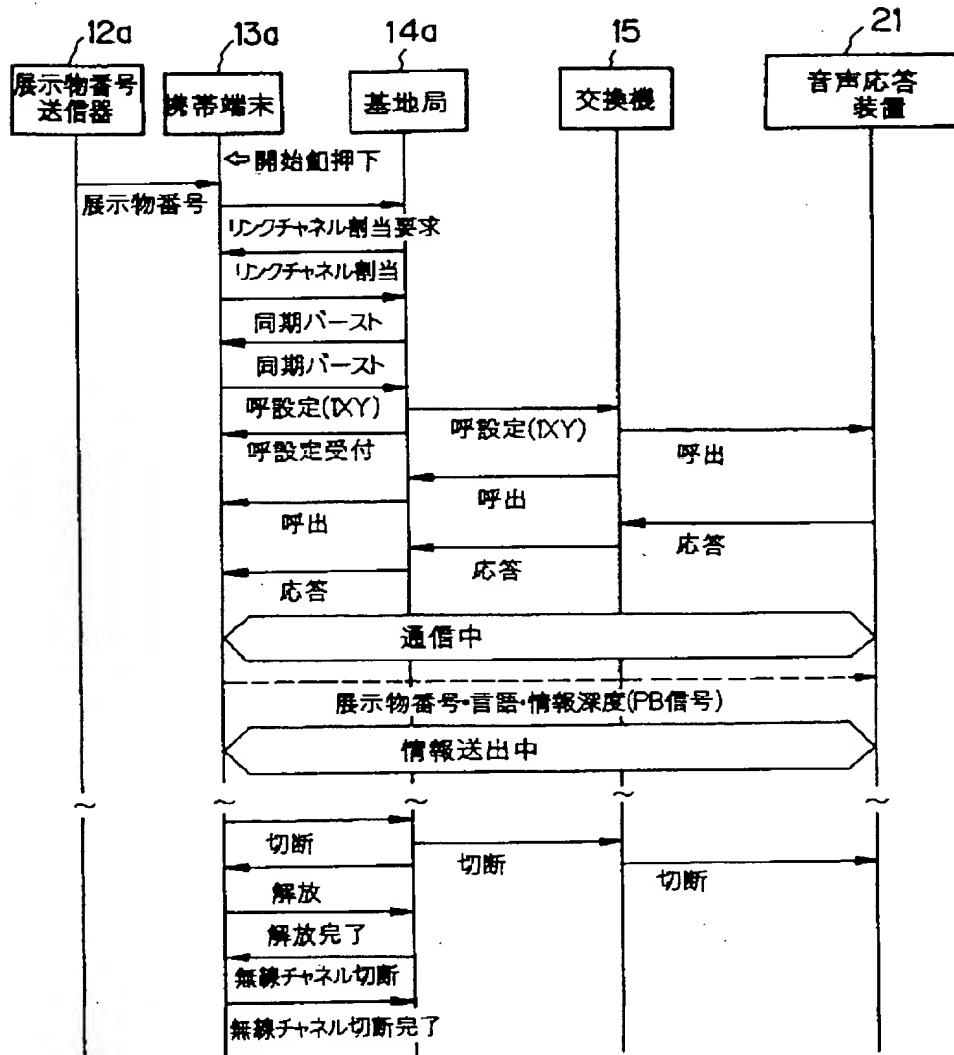 12a
13a
14a
15
21
展示物番号
送信器
携帯端末
基地局
交換機
音声応答
装置
⇦開始釦押下
展示物番号
リンクチャネル割当要求
リンクチャネル割当
同期バースト
同期バースト
呼設定(1XY)
呼設定(1XY)
呼設定受付
呼出
呼出
呼出
応答
応答
応答
通信中
展示物番号・言語・情報深度(PB信号)
情報送出中
切断
切断
切断
解放
解放完了
無線チャネル切断
無線チャネル切断完了